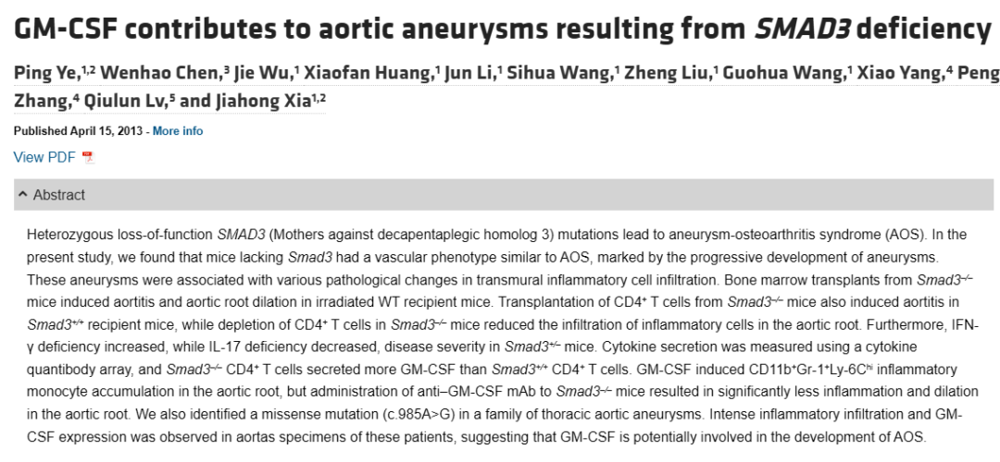 GM-CSF contributes to aortic aneurysms resulting from SMAD3 deficiency
Ping Ye,¹,² Wenhao Chen,³ Jie Wu,¹ Xiaofan Huang,¹ Jun Li,¹ Sihua Wang,¹ Zheng Liu,¹ Guohua Wang,¹ Xiao Yang,⁴ Peng
Zhang,⁴ Qiulun Lv,⁵ and Jiahong Xia¹,²
Published April 15, 2013 - More info
View PDF
Abstract
Heterozygous loss-of-function SMAD3 (Mothers against decapentaplegic homolog 3) mutations lead to aneurysm-osteoarthritis syndrome (AOS). In the
present study, we found that mice lacking Smad3 had a vascular phenotype similar to AOS, marked by the progressive development of aneurysms.
These aneurysms were associated with various pathological changes in transmural inflammatory cell infiltration. Bone marrow transplants from Smad3⁻/⁻
mice induced aortitis and aortic root dilation in irradiated WT recipient mice. Transplantation of CD4⁺ T cells from Smad3⁻/⁻ mice also induced aortitis in
Smad3⁺/⁺ recipient mice, while depletion of CD4⁺ T cells in Smad3⁻/⁻ mice reduced the infiltration of inflammatory cells in the aortic root. Furthermore, IFN-
γ deficiency increased, while IL-17 deficiency decreased, disease severity in Smad3⁺/⁻ mice. Cytokine secretion was measured using a cytokine
quantibody array, and Smad3⁻/⁻ CD4⁺ T cells secreted more GM-CSF than Smad3⁺/⁺ CD4⁺ T cells. GM-CSF induced CD11b⁺Gr-1⁺Ly-6Cʰⁱ inflammatory
monocyte accumulation in the aortic root, but administration of anti–GM-CSF mAb to Smad3⁻/⁻ mice resulted in significantly less inflammation and dilation
in the aortic root. We also identified a missense mutation (c.985A>G) in a family of thoracic aortic aneurysms. Intense inflammatory infiltration and GM-
CSF expression was observed in aortas specimens of these patients, suggesting that GM-CSF is potentially involved in the development of AOS.